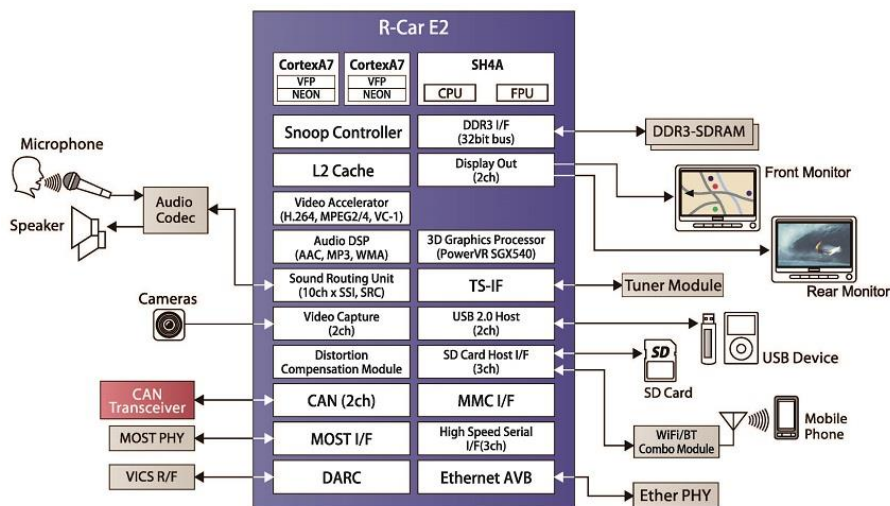 R-Car E2
CortexA7
VFP
NEON
CortexA7
VFP
NEON
SH4A
CPU
FPU
Snoop Controller
DDR3 I/F
(32bit bus)
DDR3-SDRAM
L2 Cache
Display Out
(2ch)
Front Monitor
Rear Monitor
Microphone
Speaker
Audio
Codec
Video Accelerator
(H.264, MPEG2/4, VC-1)
Audio DSP
(AAC, MP3, WMA)
3D Graphics Processor
(PowerVR SGX540)
Sound Routing Unit
(10ch x SSI, SRC)
TS-IF
Tuner Module
Cameras
Video Capture
(2ch)
USB 2.0 Host
(2ch)
USB Device
Distortion
Compensation Module
SD Card Host I/F
(3ch)
SD
SD Card
CAN
Transceiver
CAN (2ch)
MMC I/F
MOST PHY
MOST I/F
High Speed Serial
I/F(3ch)
WiFi/BT
Combo Module
Mobile
Phone
VICS R/F
DARC
Ethernet AVB
Ether PHY